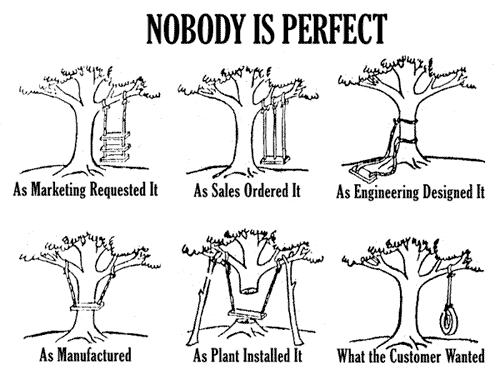 NOBODY IS PERFECT
As Marketing Requested It
As Sales Ordered It
As Engineering Designed It
As Manufactured
As Plant Installed It
What the Customer Wanted